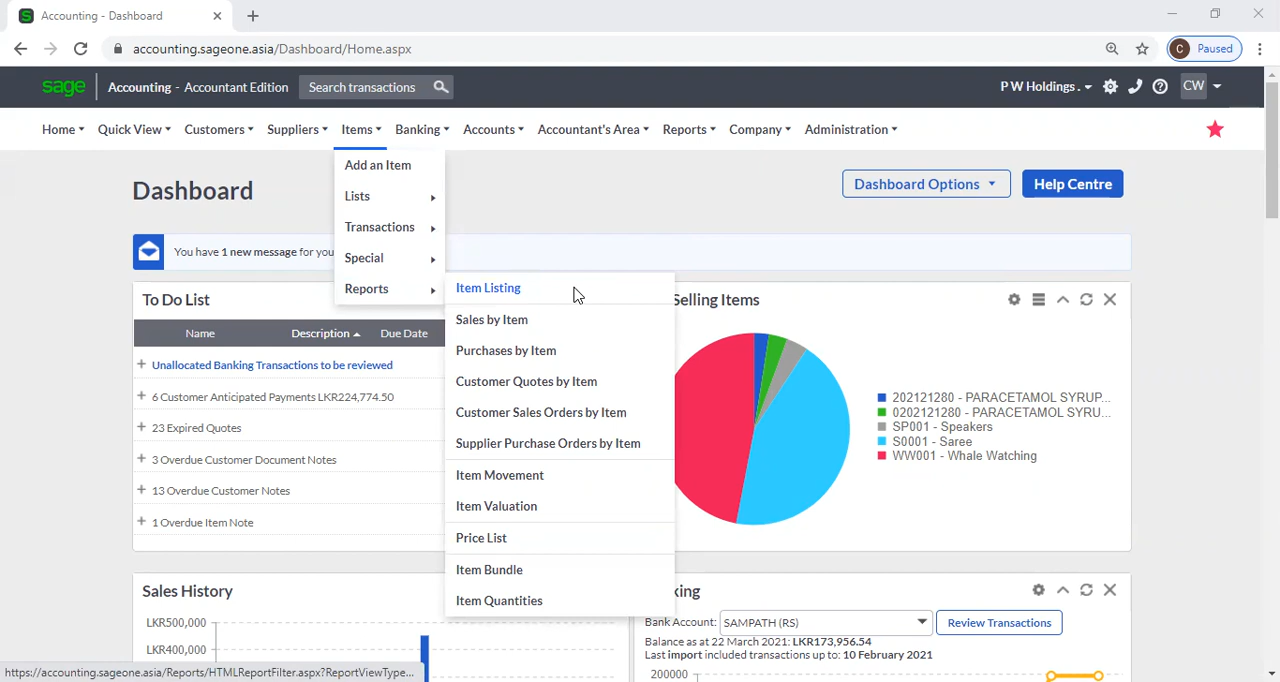 Accounting - Dashboard
accounting.sageone.asia/Dashboard/Home.aspx
C Paused
sage Accounting - Accountant Edition Search transactions P W Holdings . CW
Home Quick View Customers Suppliers Items Banking Accounts Accountant's Area Reports Company Administration
Add an Item
Lists
Transactions
Special
Reports
Dashboard
Dashboard Options Help Centre
You have 1 new message for you
Item Listing
Sales by Item
Purchases by Item
Customer Quotes by Item
Customer Sales Orders by Item
Supplier Purchase Orders by Item
Item Movement
Item Valuation
Price List
Item Bundle
Item Quantities
To Do List
Name Description Due Date
Unallocated Banking Transactions to be reviewed
6 Customer Anticipated Payments LKR224,774.50
23 Expired Quotes
3 Overdue Customer Document Notes
13 Overdue Customer Notes
1 Overdue Item Note
Selling Items
202121280 - PARACETAMOL SYRUP...
0202121280 - PARACETAMOL SYRU...
SP001 - Speakers
S0001 - Saree
WW001 - Whale Watching
Sales History
LKR500,000
LKR400,000
king
Bank Account: SAMPATH (RS) Review Transactions
Balance as at 22 March 2021: LKR173,956.54
Last import included transactions up to: 10 February 2021
200000
https://accounting.sageone.asia/Reports/HTMLReportFilter.aspx?ReportViewType...